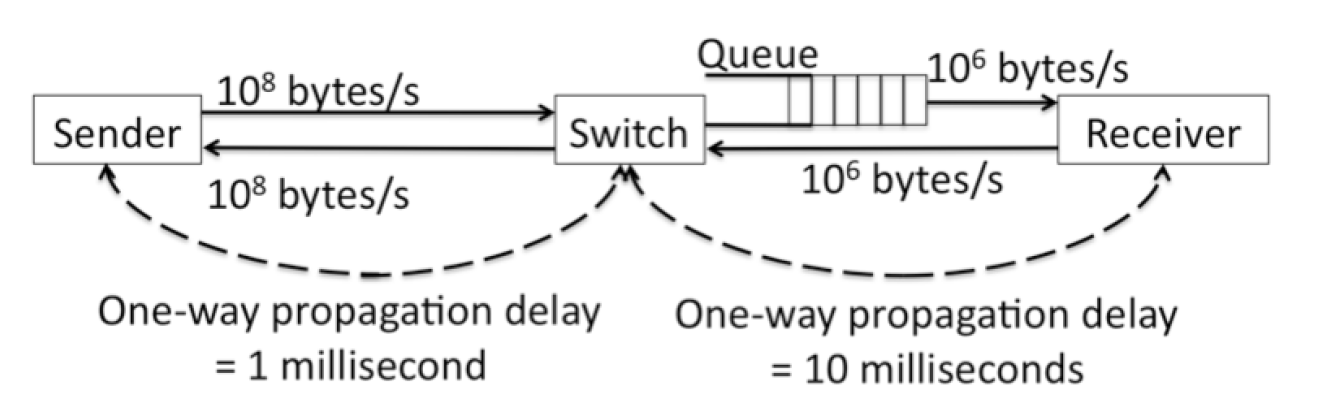 Queue
10⁸ bytes/s
10⁶ bytes/s
Sender
Switch
Receiver
10⁸ bytes/s
10⁶ bytes/s
One-way propagation delay
= 1 millisecond
One-way propagation delay
= 10 milliseconds